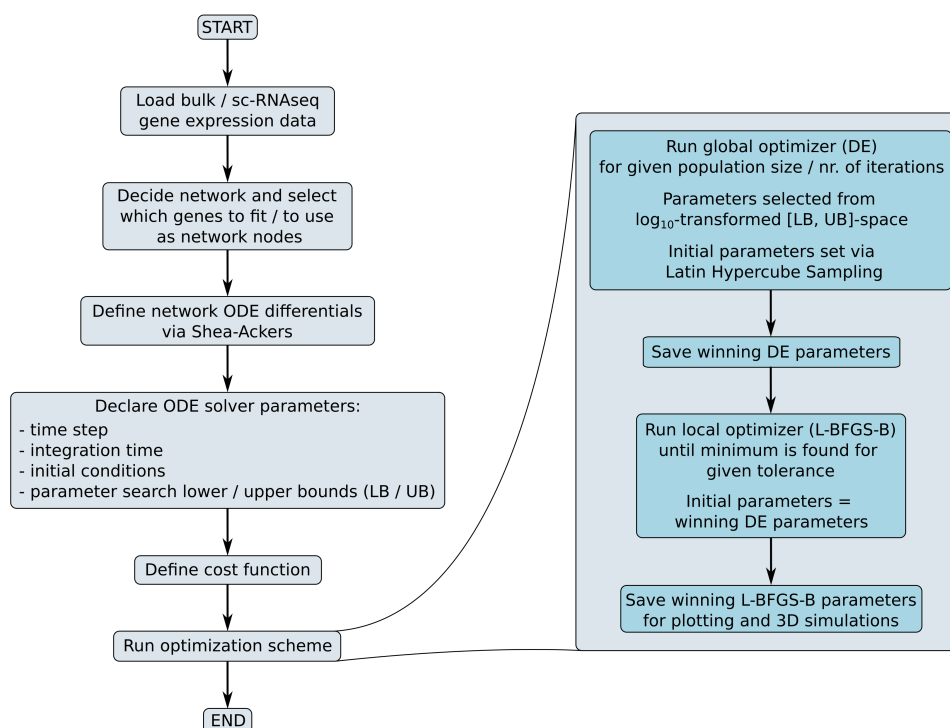 START
Load bulk / sc-RNAseq
gene expression data
Decide network and select
which genes to fit / to use
as network nodes
Define network ODE differentials
via Shea-Ackers
Declare ODE solver parameters:
- time step
- integration time
- initial conditions
- parameter search lower / upper bounds (LB / UB)
Define cost function
Run optimization scheme
END
Run global optimizer (DE)
for given population size / nr. of iterations
Parameters selected from
log₁₀-transformed [LB, UB]-space
Initial parameters set via
Latin Hypercube Sampling
Save winning DE parameters
Run local optimizer (L-BFGS-B)
until minimum is found for
given tolerance
Initial parameters =
winning DE parameters
Save winning L-BFGS-B parameters
for plotting and 3D simulations